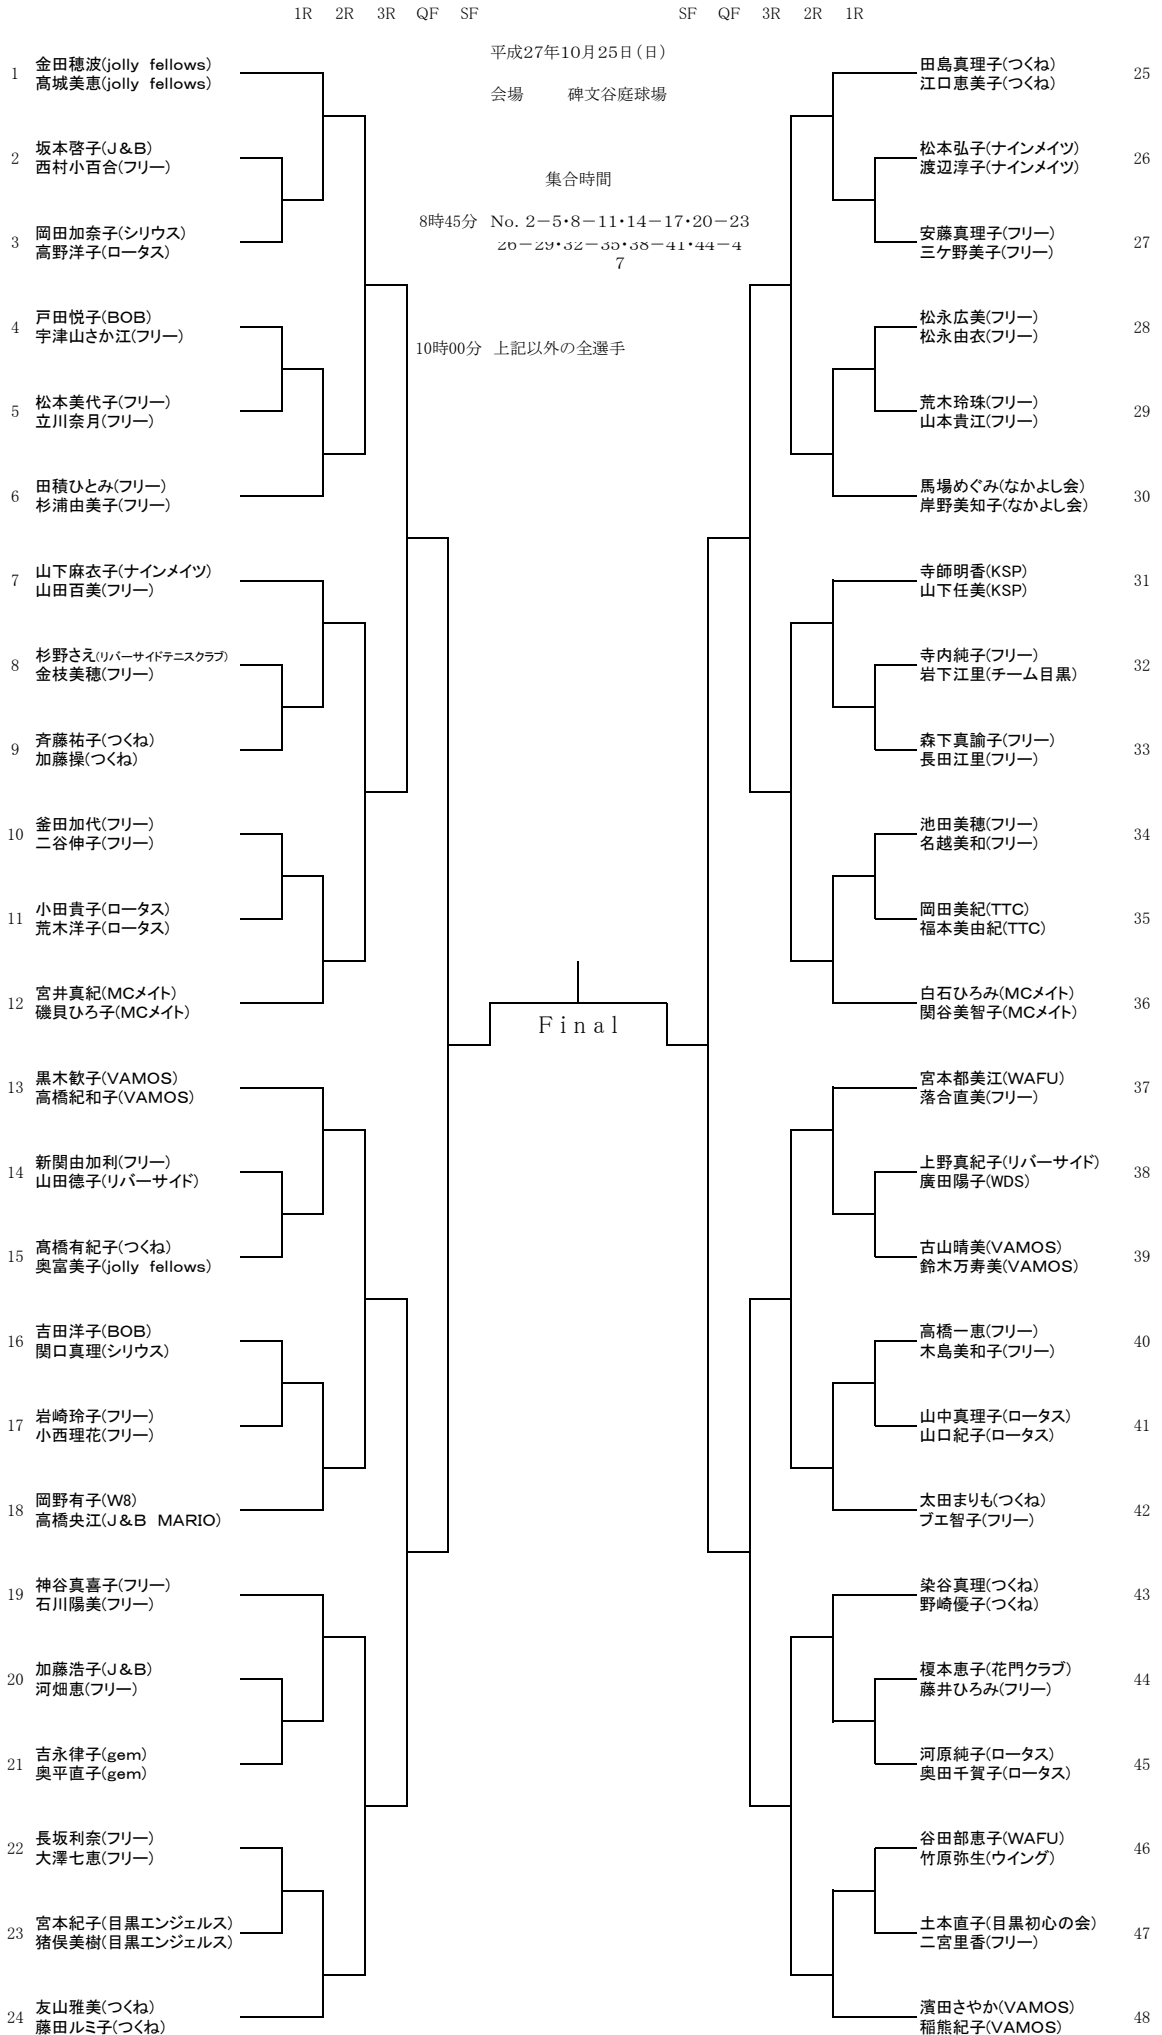 1R 2R 3R QF SF
SF QF 3R 2R 1R
平成27年10月25日(日)
会場 碑文谷庭球場
集合時間
8時45分 No. 2－5・8－11・14－17・20－23
26－29・32－35・38－41・44－4
7
10時00分 上記以外の全選手
1 金田穂波(jolly fellows)
髙城美恵(jolly fellows)
2 坂本啓子(J＆B)
西村小百合(フリー)
3 岡田加奈子(シリウス)
高野洋子(ロータス)
4 戸田悦子(BOB)
宇津山さか江(フリー)
5 松本美代子(フリー)
立川奈月(フリー)
6 田積ひとみ(フリー)
杉浦由美子(フリー)
7 山下麻衣子(ナインメイツ)
山田百美(フリー)
8 杉野さえ(リバーサイドテニスクラブ)
金枝美穂(フリー)
9 斉藤祐子(つくね)
加藤操(つくね)
10 釜田加代(フリー)
二谷伸子(フリー)
11 小田貴子(ロータス)
荒木洋子(ロータス)
12 宮井真紀(MCメイト)
磯貝ひろ子(MCメイト)
13 黒木歓子(VAMOS)
高橋紀和子(VAMOS)
14 新関由加利(フリー)
山田德子(リバーサイド)
15 髙橋有紀子(つくね)
奥富美子(jolly fellows)
16 吉田洋子(BOB)
関口真理(シリウス)
17 岩崎玲子(フリー)
小西理花(フリー)
18 岡野有子(W8)
高橋央江(J＆B MARIO)
19 神谷真喜子(フリー)
石川陽美(フリー)
20 加藤浩子(J＆B)
河畑恵(フリー)
21 吉永律子(gem)
奥平直子(gem)
22 長坂利奈(フリー)
大澤七恵(フリー)
23 宮本紀子(目黒エンジェルス)
猪俣美樹(目黒エンジェルス)
24 友山雅美(つくね)
藤田ルミ子(つくね)
Final
田島真理子(つくね) 25
江口恵美子(つくね)
松本弘子(ナインメイツ) 26
渡辺淳子(ナインメイツ)
安藤真理子(フリー) 27
三ケ野美子(フリー)
松永広美(フリー) 28
松永由衣(フリー)
荒木玲珠(フリー) 29
山本貴江(フリー)
馬場めぐみ(なかよし会) 30
岸野美知子(なかよし会)
寺師明香(KSP) 31
山下任美(KSP)
寺内純子(フリー) 32
岩下江里(チーム目黒)
森下真諭子(フリー) 33
長田江里(フリー)
池田美穂(フリー) 34
名越美和(フリー)
岡田美紀(TTC) 35
福本美由紀(TTC)
白石ひろみ(MCメイト) 36
関谷美智子(MCメイト)
宮本都美江(WAFU) 37
落合直美(フリー)
上野真紀子(リバーサイド) 38
廣田陽子(WDS)
古山晴美(VAMOS) 39
鈴木万寿美(VAMOS)
高橋一恵(フリー) 40
木島美和子(フリー)
山中真理子(ロータス) 41
山口紀子(ロータス)
太田まりも(つくね) 42
ブエ智子(フリー)
染谷真理(つくね) 43
野崎優子(つくね)
榎本恵子(花門クラブ) 44
藤井ひろみ(フリー)
河原純子(ロータス) 45
奥田千賀子(ロータス)
谷田部恵子(WAFU) 46
竹原弥生(ウイング)
土本直子(目黒初心の会) 47
二宮里香(フリー)
濱田さやか(VAMOS) 48
稲熊紀子(VAMOS)